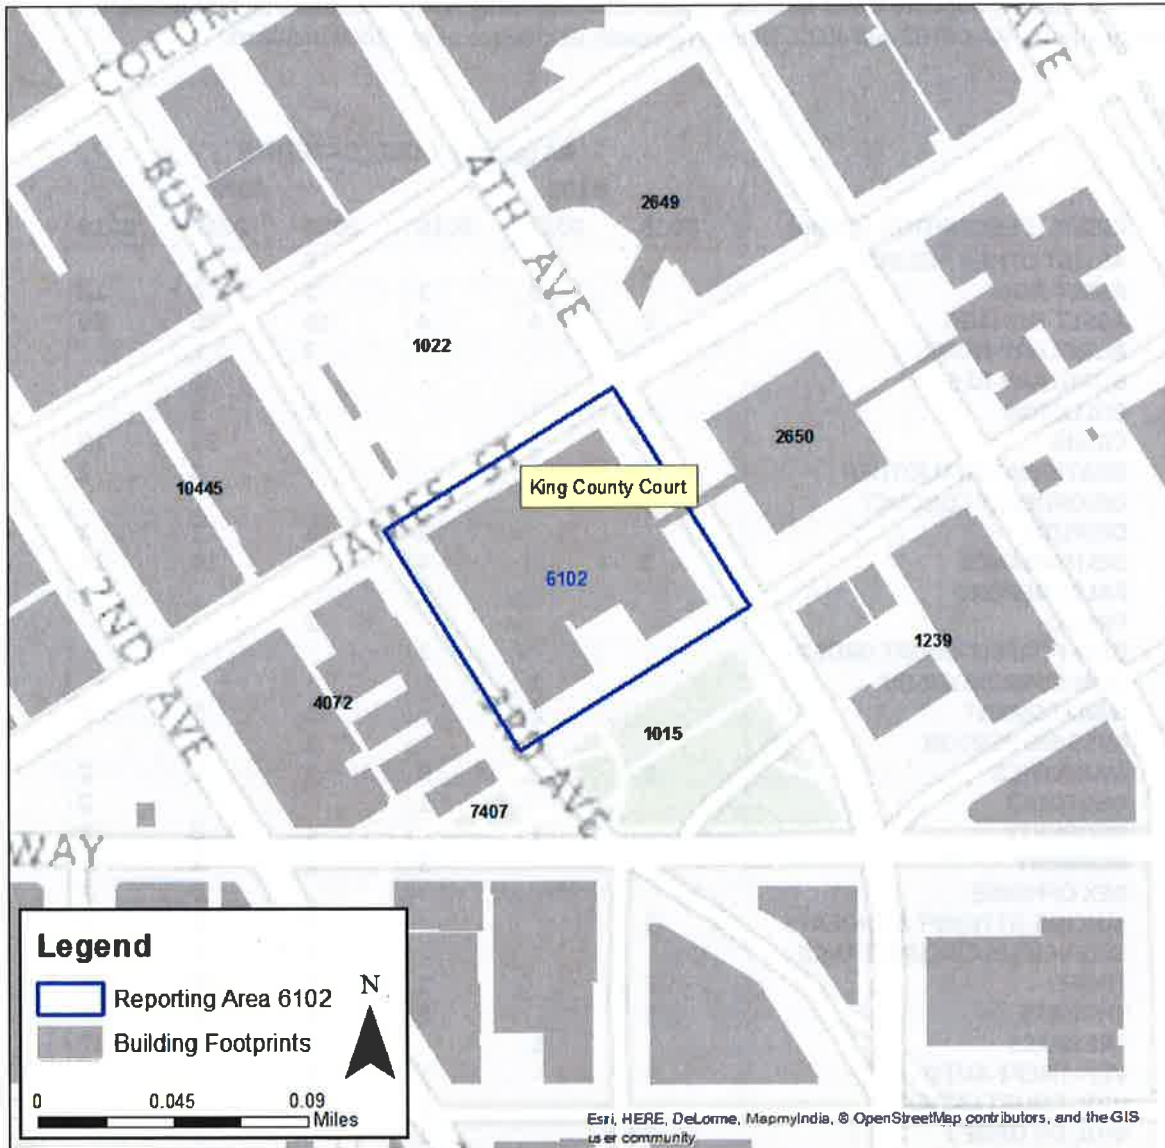 COLUM
AVE
BUS LN
4TH AVE
2649
1022
2650
JAMES ST
King County Court
10445
6102
2ND AVE
1239
4072
3RD AVE
1015
7407
WAY
Legend
Reporting Area 6102
Building Footprints
N
0 0.045 0.09
Miles
Esri, HERE, DeLorme, MapmyIndia, © OpenStreetMap contributors, and the GIS
user community